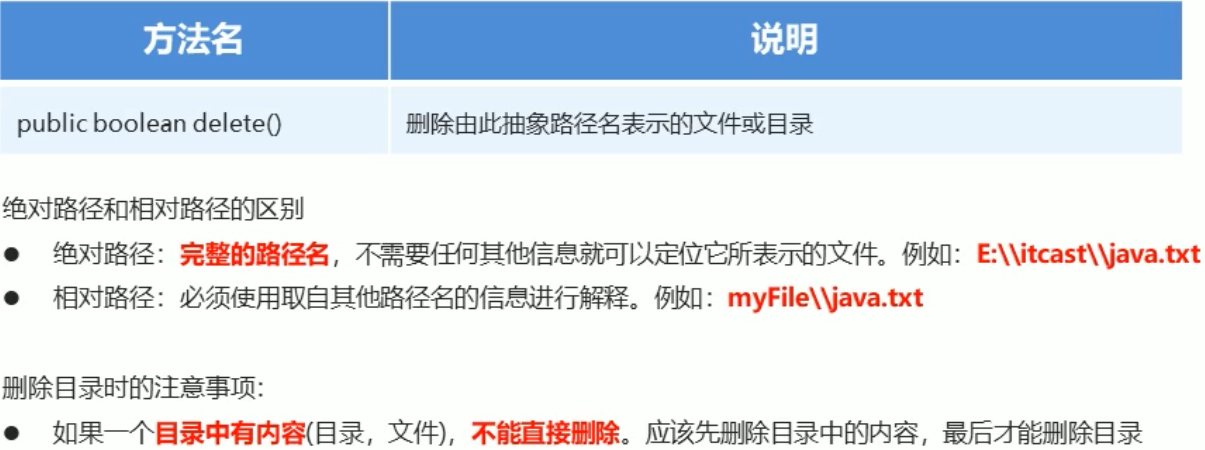 方法名 说明
public boolean delete() 删除由此抽象路径名表示的文件或目录
绝对路径和相对路径的区别
● 绝对路径：完整的路径名，不需要任何其他信息就可以定位它所表示的文件。例如：E:\\itcast\\java.txt
● 相对路径：必须使用取自其他路径名的信息进行解释。例如：myFile\\java.txt
删除目录时的注意事项：
● 如果一个目录中有内容(目录，文件)，不能直接删除。应该先删除目录中的内容，最后才能删除目录